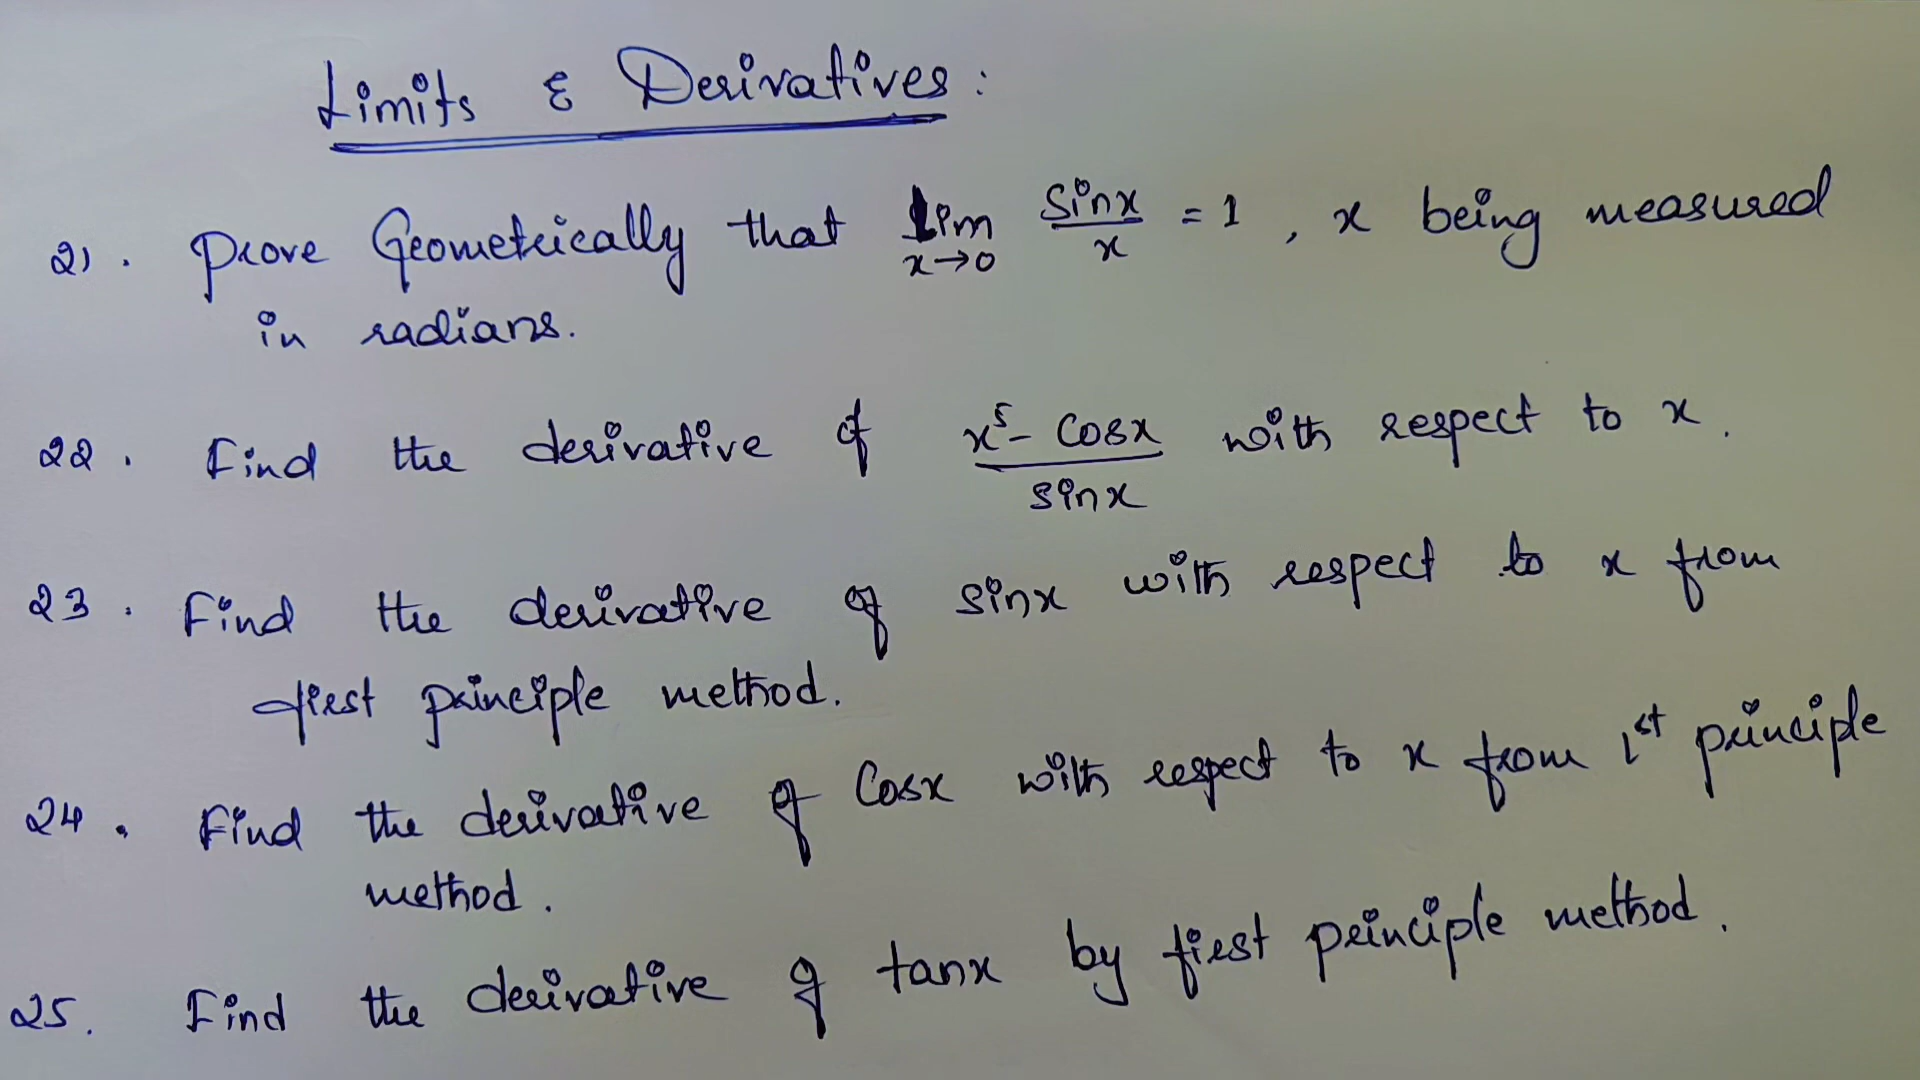 Limits & Derivatives:
21. Prove Geometrically that lim x→0 sinx/x = 1, x being measured
in radians.
22. Find the derivative of x⁵ - cosx / sinx with respect to x.
23. Find the derivative of sinx with respect to x from
first principle method.
24. Find the derivative of Cosx with respect to x from 1st principle
method.
25. Find the derivative of tanx by first principle method.